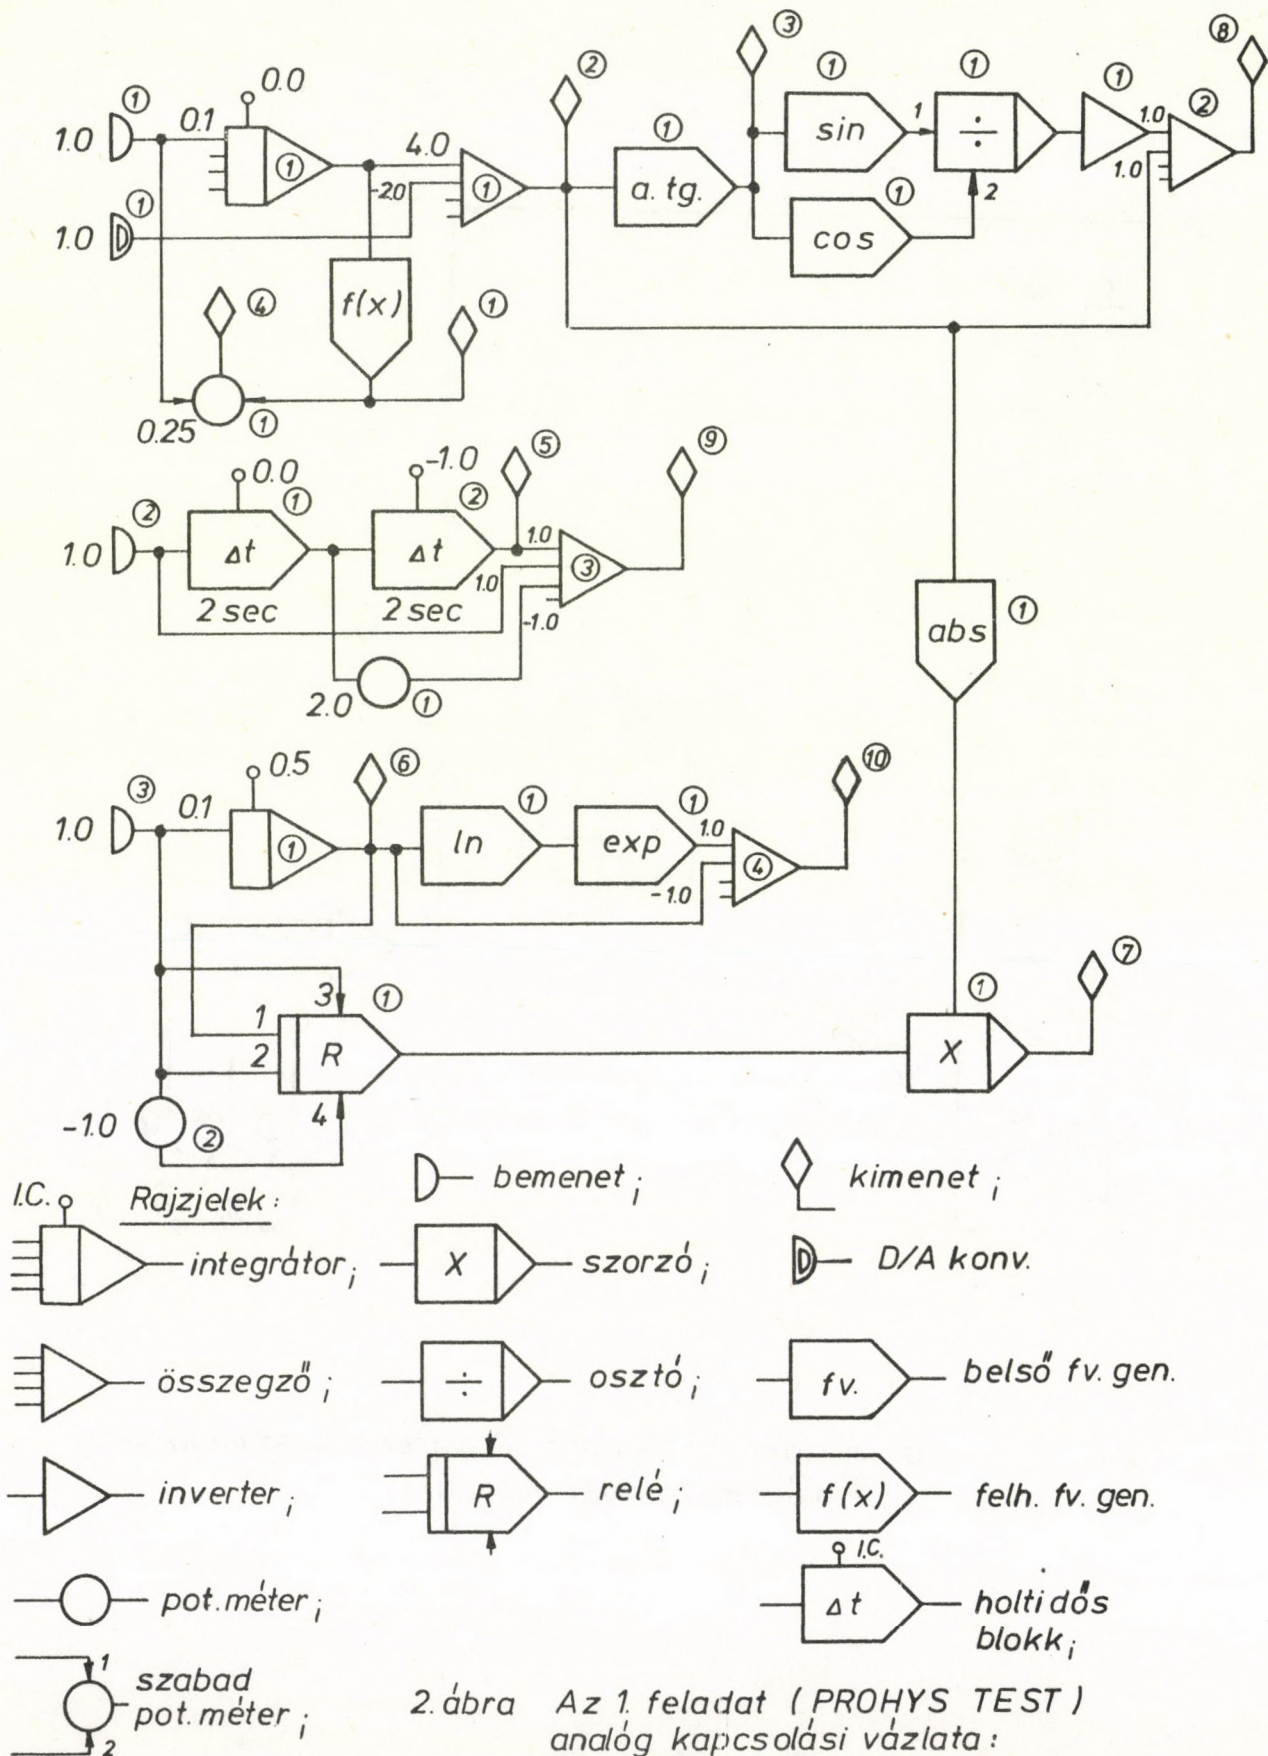 ③
⑧
①
②
①
①
①
②
①
0.0
1.0
0.1
①
4.0
①
①
sin
1
÷
1.0
1.0
a. tg.
①
-2.0
①
1.0
D
cos
2
④
f(x)
①
0.25
①
⑤
⑨
②
0.0
①
-1.0
②
1.0
Δt
Δt
1.0
1.0
③
2 sec
2 sec
-1.0
①
abs
2.0
①
③
0.5
⑥
①
①
⑩
1.0
0.1
①
ln
exp
1.0
④
-1.0
⑦
3
①
①
1
2
R
X
4
-1.0
②
I.C.
Rajzjelek:
bemenet i
kimenet i
integrátor i
X
szorzó i
D
D/A konv.
összegző i
÷
osztó i
fv.
belső fv. gen.
inverter i
R
relé i
f(x)
felh. fv. gen.
pot.méter i
I.C.
Δt
holtidős
blokk i
1
szabad
pot.méter i
2
2. ábra Az 1. feladat (PROHYS TEST)
analóg kapcsolási vázlata: